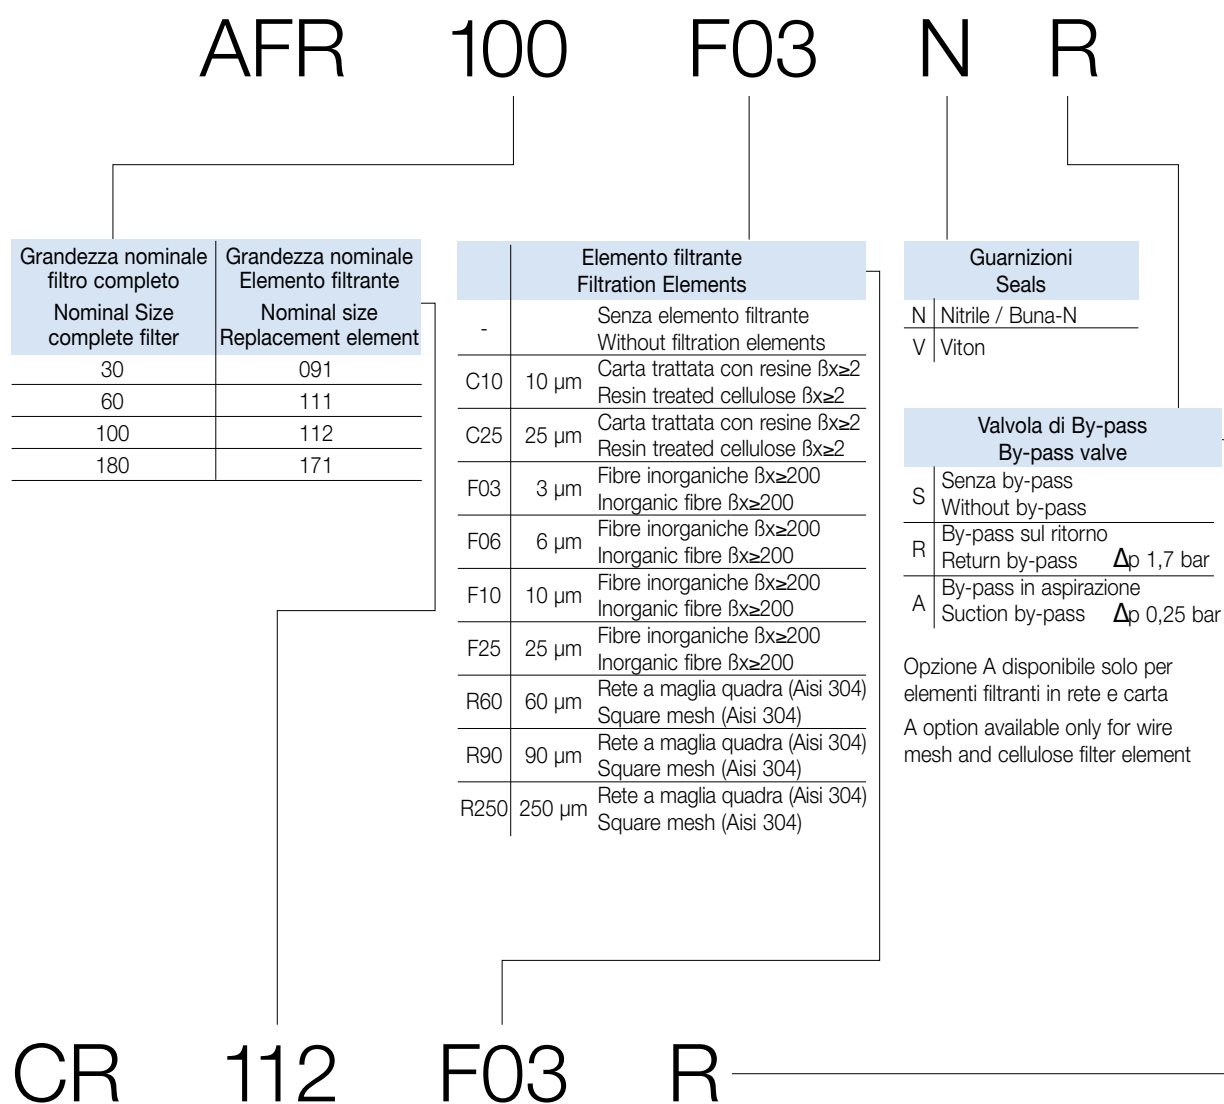 AFR 100 F03 N R
Grandezza nominale filtro completo
Nominal Size complete filter
Grandezza nominale Elemento filtrante
Nominal size Replacement element
30 091
60 111
100 112
180 171
Elemento filtrante
Filtration Elements
- Senza elemento filtrante
Without filtration elements
C10 10 µm Carta trattata con resine ßx≥2
Resin treated cellulose ßx≥2
C25 25 µm Carta trattata con resine ßx≥2
Resin treated cellulose ßx≥2
F03 3 µm Fibre inorganiche ßx≥200
Inorganic fibre ßx≥200
F06 6 µm Fibre inorganiche ßx≥200
Inorganic fibre ßx≥200
F10 10 µm Fibre inorganiche ßx≥200
Inorganic fibre ßx≥200
F25 25 µm Fibre inorganiche ßx≥200
Inorganic fibre ßx≥200
R60 60 µm Rete a maglia quadra (Aisi 304)
Square mesh (Aisi 304)
R90 90 µm Rete a maglia quadra (Aisi 304)
Square mesh (Aisi 304)
R250 250 µm Rete a maglia quadra (Aisi 304)
Square mesh (Aisi 304)
Guarnizioni
Seals
N Nitrile / Buna-N
V Viton
Valvola di By-pass
By-pass valve
S Senza by-pass
Without by-pass
R By-pass sul ritorno
Return by-pass Δp 1,7 bar
A By-pass in aspirazione
Suction by-pass Δp 0,25 bar
Opzione A disponibile solo per
elementi filtranti in rete e carta
A option available only for wire
mesh and cellulose filter element
CR 112 F03 R